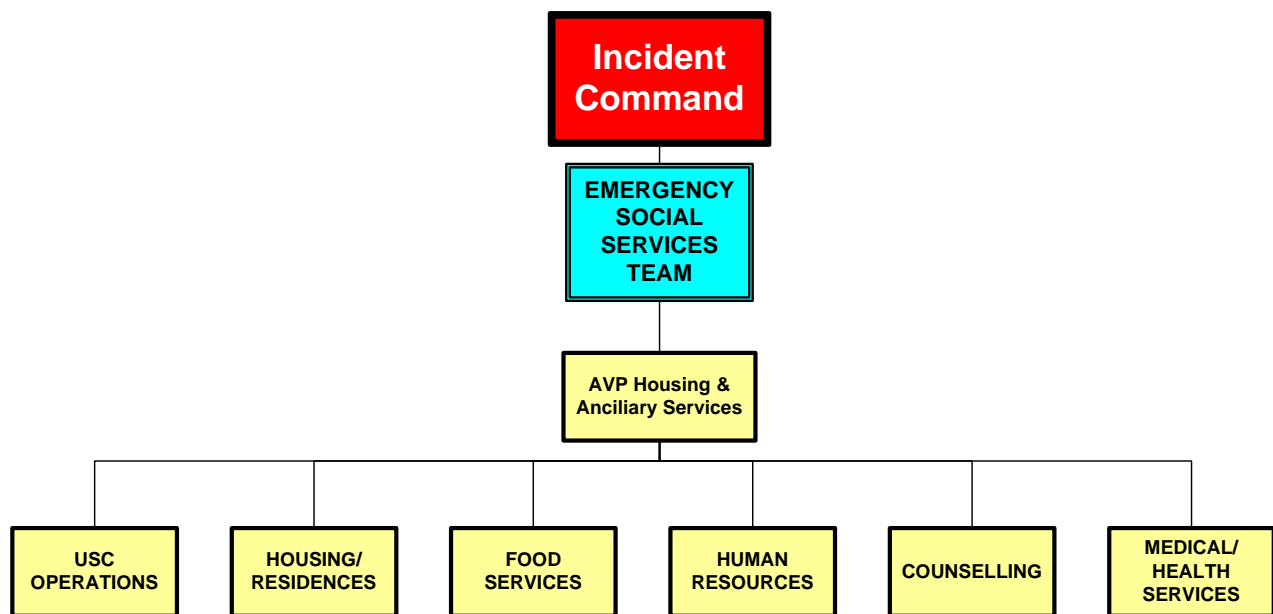 Incident
Command
EMERGENCY
SOCIAL
SERVICES
TEAM
AVP Housing &
Anciliary Services
USC
OPERATIONS
HOUSING/
RESIDENCES
FOOD
SERVICES
HUMAN
RESOURCES
COUNSELLING
MEDICAL/
HEALTH
SERVICES